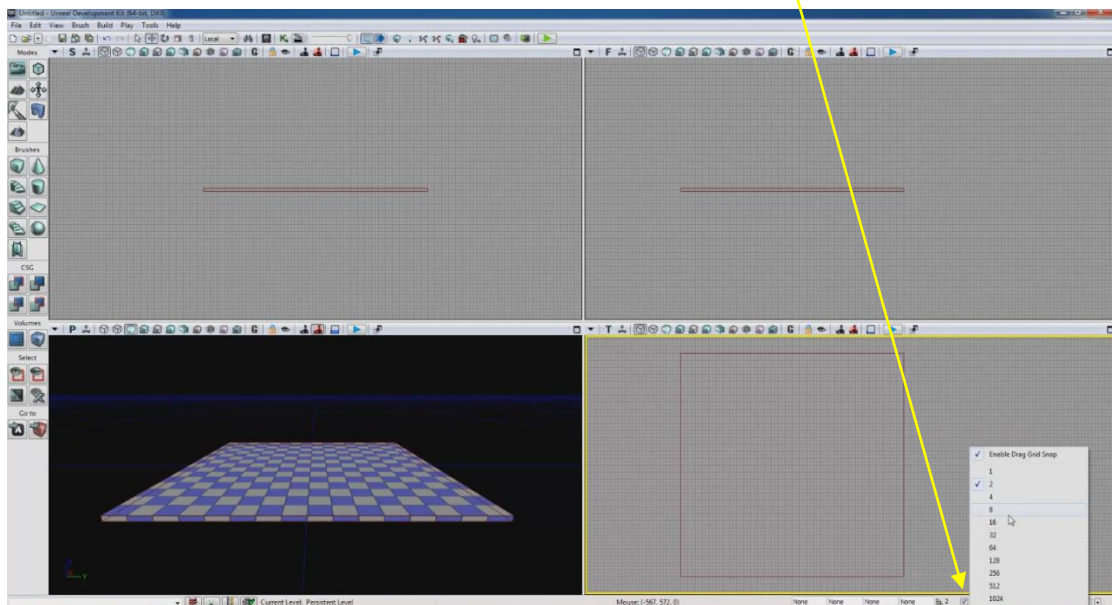 Untitled - Unreal Development Kit (64-bit, DX9)
File Edit View Brush Build Play Tools Help
Local
Modes
S
G
F
G
Brushes
CSG
Volumes
P
G
T
G
Select
Go to
Enable Drag Grid Snap
1
2
4
8
16
32
64
128
256
512
1024
Y
Current Level: Persistent Level
Mouse: (-567, 572, 0)
None
None
None
None
2